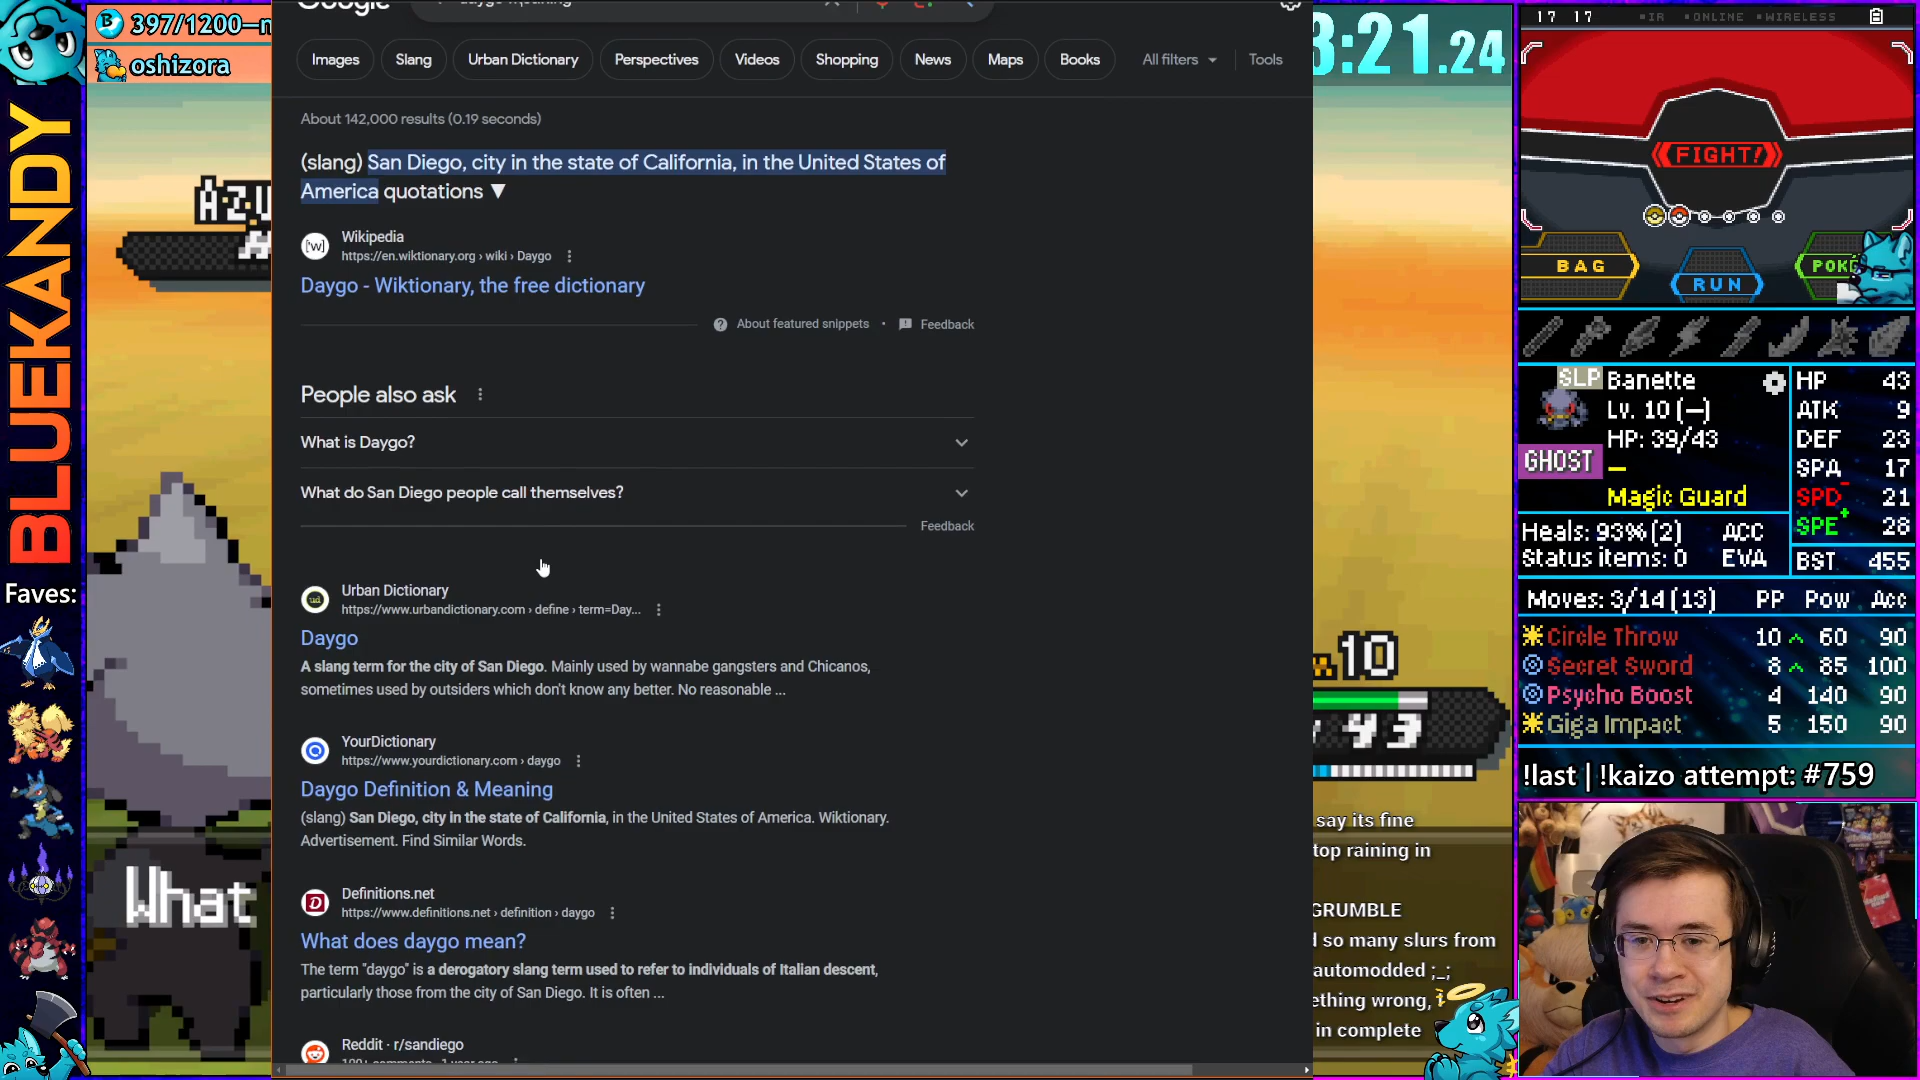 397/1200
oshizora
BLUEKANDY
Faves:
AZU
What
Google
Images
Slang
Urban Dictionary
Perspectives
Videos
Shopping
News
Maps
Books
All filters
Tools
About 142,000 results (0.19 seconds)
(slang) San Diego, city in the state of California, in the United States of
America quotations ▼
Wikipedia
https://en.wiktionary.org › wiki › Daygo
Daygo - Wiktionary, the free dictionary
About featured snippets • Feedback
People also ask
What is Daygo?
What do San Diego people call themselves?
Feedback
Urban Dictionary
https://www.urbandictionary.com › define › term=Day...
Daygo
A slang term for the city of San Diego. Mainly used by wannabe gangsters and Chicanos,
sometimes used by outsiders which don't know any better. No reasonable ...
YourDictionary
https://www.yourdictionary.com › daygo
Daygo Definition & Meaning
(slang) San Diego, city in the state of California, in the United States of America. Wiktionary.
Advertisement. Find Similar Words.
Definitions.net
https://www.definitions.net › definition › daygo
What does daygo mean?
The term "daygo" is a derogatory slang term used to refer to individuals of Italian descent,
particularly those from the city of San Diego. It is often ...
Reddit · r/sandiego
3:21.24
10
43
say its fine
top raining in
GRUMBLE
so many slurs from
automodded ;_;
ething wrong, i
in complete
17 17
IR ONLINE WIRELESS
FIGHT!
BAG
RUN
POKé
SLP Banette
Lv. 10 (—)
HP: 39/43
GHOST
—
Magic Guard
HP 43
ATK 9
DEF 23
SPA 17
SPD- 21
SPE+ 28
Heals: 93% (2) ACC
Status items: 0 EVA
BST 455
Moves: 3/14 (13) PP Pow Acc
Circle Throw 10 60 90
Secret Sword 8 85 100
Psycho Boost 4 140 90
Giga Impact 5 150 90
!last | !kaizo attempt: #759